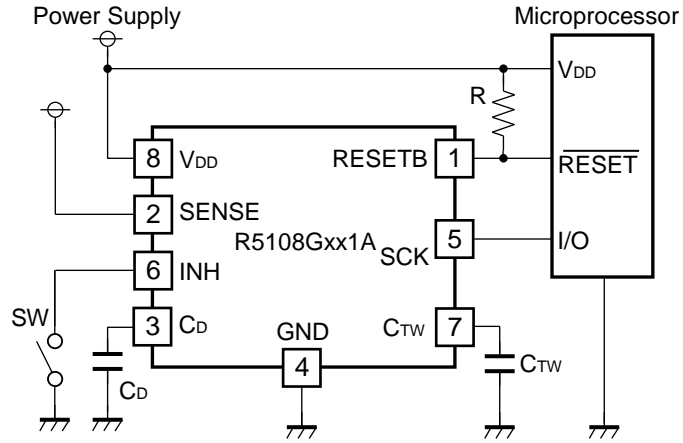 Power Supply
Microprocessor
VDD
R
8 VDD
RESETB 1
RESET
2 SENSE
R5108Gxx1A
SCK 5
I/O
6 INH
SW
3 CD
GND
CTW 7
4
CD
CTW